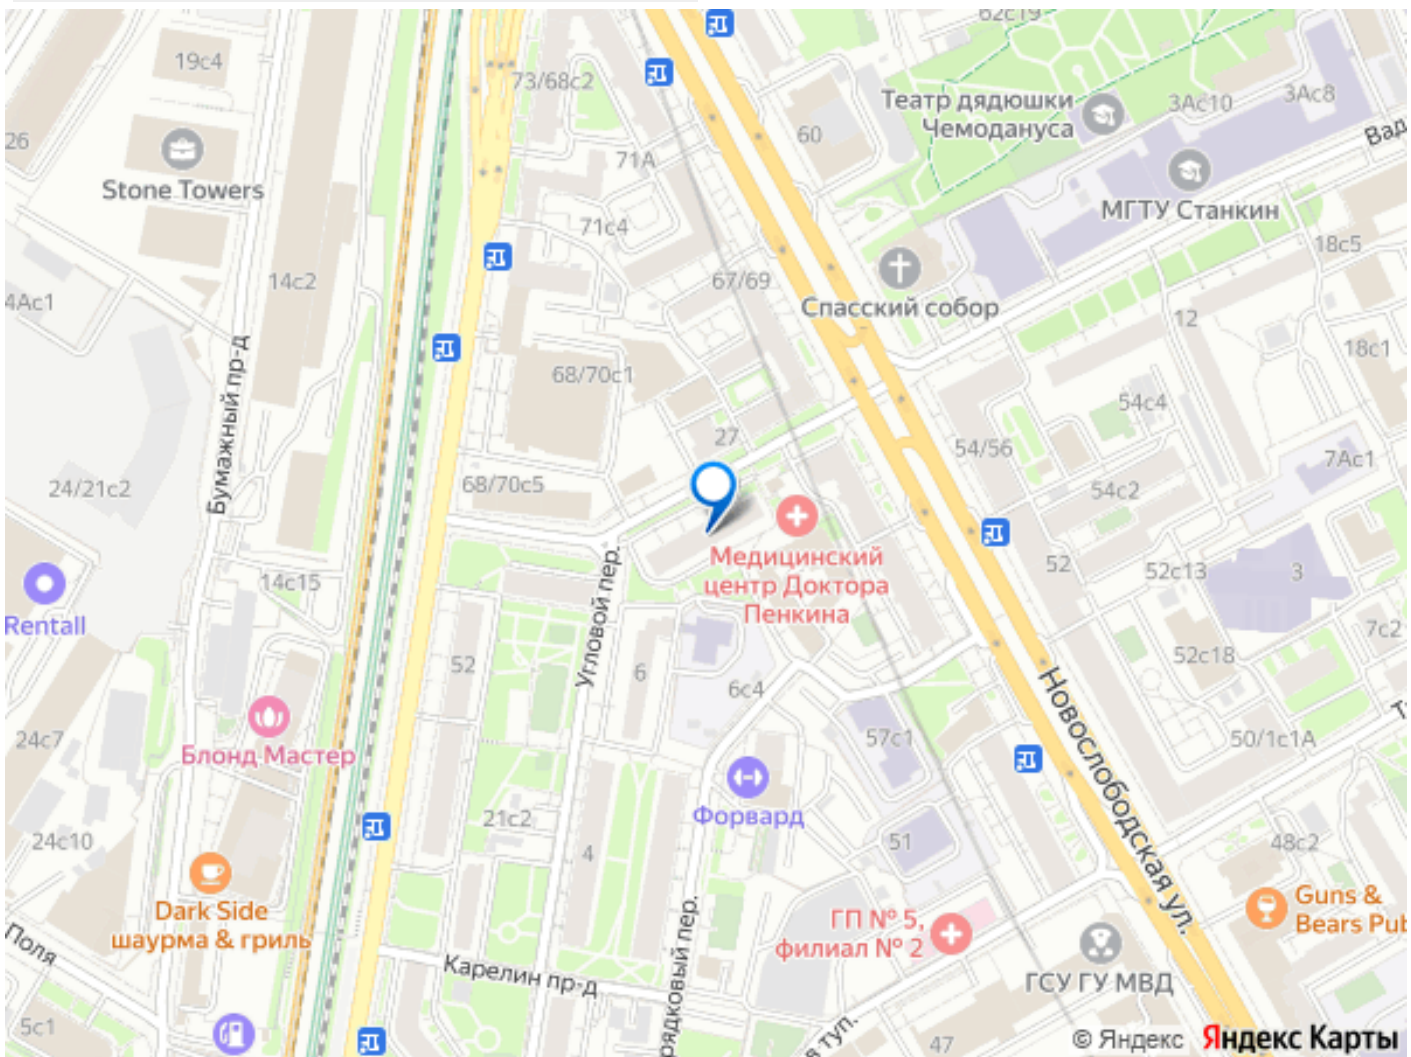 62с19
19с4
73/68с2
Театр дядюшки
Чемодануса
3Ас10
3Ас8
26
60
Stone Towers
71А
МГТУ Станкин
71с4
18с5
14с2
67/69
4Ас1
Спасский собор
12
Бумажный пр-д
68/70с1
18с1
54с4
27
54/56
7Ас1
24/21с2
68/70с5
54с2
Медицинский
центр Доктора
Пенкина
14с15
52
52с13
3
Rentall
Угловой пер.
7с2
52
6
6с4
52с18
Новослободская ул.
24с7
Блонд Мастер
57с1
50/1с1А
Форвард
21с2
24с10
4
51
48с2
Dark Side
шаурма & гриль
Guns &
Bears Pub
ГП № 5,
филиал № 2
Поля
Карелин пр-д
рядковый пер.
ГСУ ГУ МВД
5с1
в туп.
47
© Яндекс Яндекс Карты